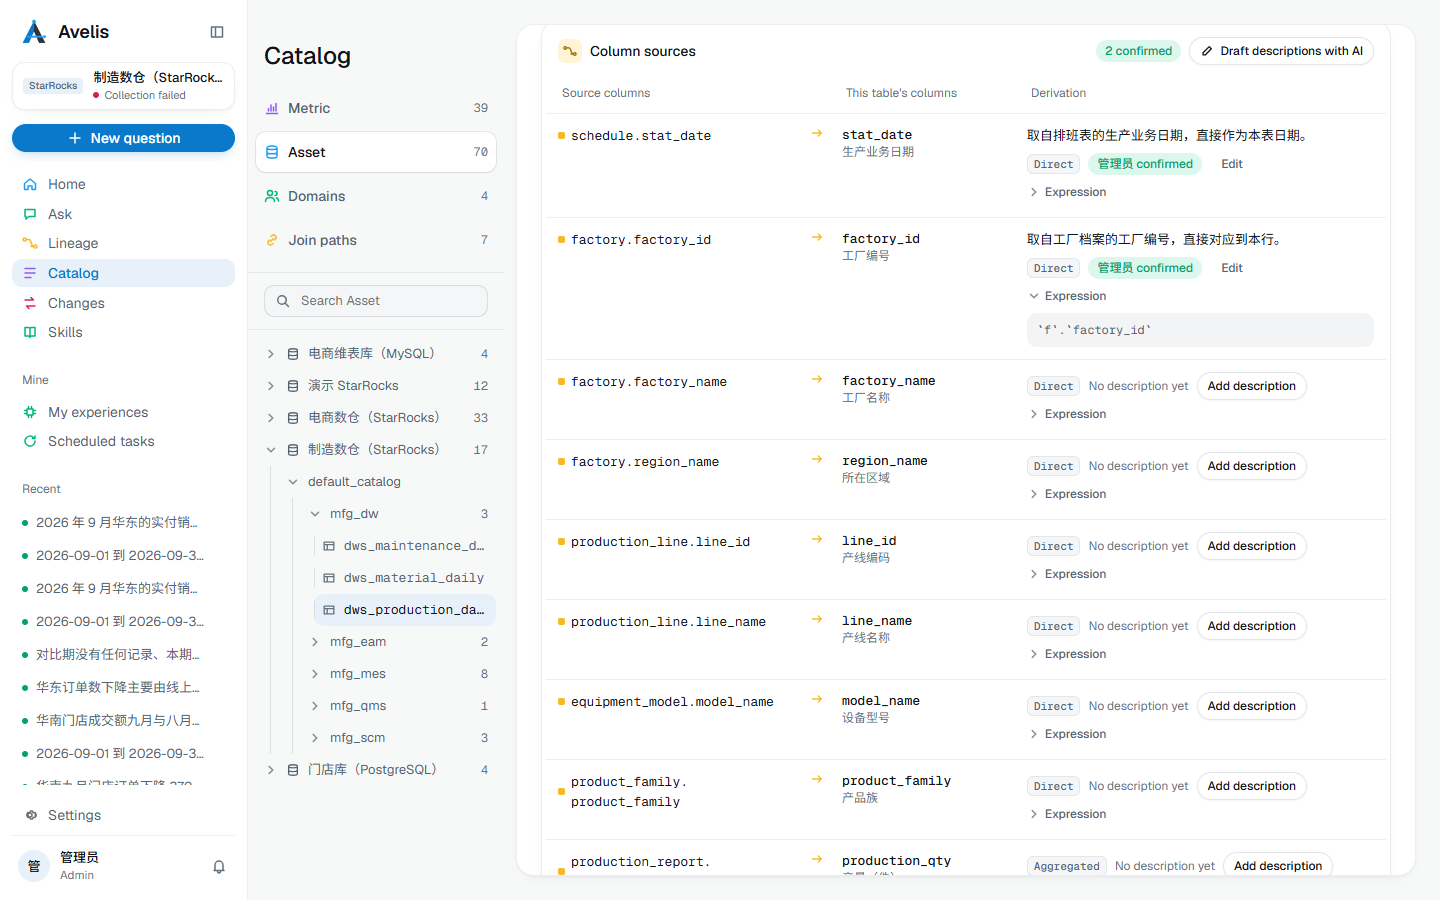 Avelis
StarRocks
制造数仓（StarRock…
Collection failed
New question
Home
Ask
Lineage
Catalog
Changes
Skills
Mine
My experiences
Scheduled tasks
Recent
2026 年 9 月华东的实付销…
2026-09-01 到 2026-09-3…
2026 年 9 月华东的实付销…
2026-09-01 到 2026-09-3…
对比期没有任何记录、本期…
华东订单数下降主要由线上…
华南门店成交额九月与八月…
2026-09-01 到 2026-09-3…
Settings
管
管理员
Admin
Catalog
Metric 39
Asset 70
Domains 4
Join paths 7
Search Asset
电商维表库（MySQL） 4
演示 StarRocks 12
电商数仓（StarRocks） 33
制造数仓（StarRocks） 17
default_catalog
mfg_dw 3
dws_maintenance_d…
dws_material_daily
dws_production_da…
mfg_eam 2
mfg_mes 8
mfg_qms 1
mfg_scm 3
门店库（PostgreSQL） 4
Column sources
2 confirmed
Draft descriptions with AI
Source columns This table's columns Derivation
schedule.stat_date → stat_date
生产业务日期
取自排班表的生产业务日期，直接作为本表日期。
Direct 管理员 confirmed Edit
Expression
factory.factory_id → factory_id
工厂编号
取自工厂档案的工厂编号，直接对应到本行。
Direct 管理员 confirmed Edit
Expression
`f`.`factory_id`
factory.factory_name → factory_name
工厂名称
Direct No description yet Add description
Expression
factory.region_name → region_name
所在区域
Direct No description yet Add description
Expression
production_line.line_id → line_id
产线编码
Direct No description yet Add description
Expression
production_line.line_name → line_name
产线名称
Direct No description yet Add description
Expression
equipment_model.model_name → model_name
设备型号
Direct No description yet Add description
Expression
product_family.
product_family
→ product_family
产品族
Direct No description yet Add description
Expression
production_report. → production_qty
Aggregated No description yet Add description